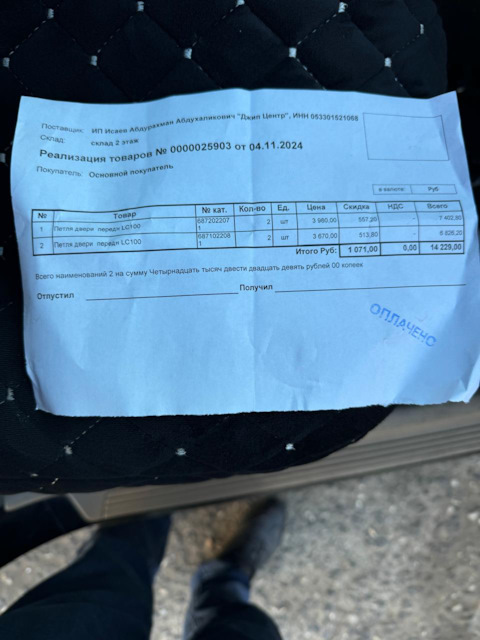 Поставщик: ИП Исаев Абдурахман Абдухаликович "Джип Центр", ИНН 053301521068
Склад: склад 2 этаж
Реализация товаров № 0000025903 от 04.11.2024
Покупатель: Основной покупатель
в валюте: Руб
№ Товар № кат. Кол-во Ед. Цена Скидка НДС Всего
1 Петля двери передн LC100 687202207 1 2 шт 3 980,00 557,20 - 7 402,80
2 Петля двери передн LC100 687102208 1 2 шт 3 670,00 513,80 - 6 826,20
Итого Руб: 1 071,00 0,00 14 229,00
Всего наименований 2 на сумму Четырнадцать тысяч двести двадцать девять рублей 00 копеек
Отпустил Получил
ОПЛАЧЕНО